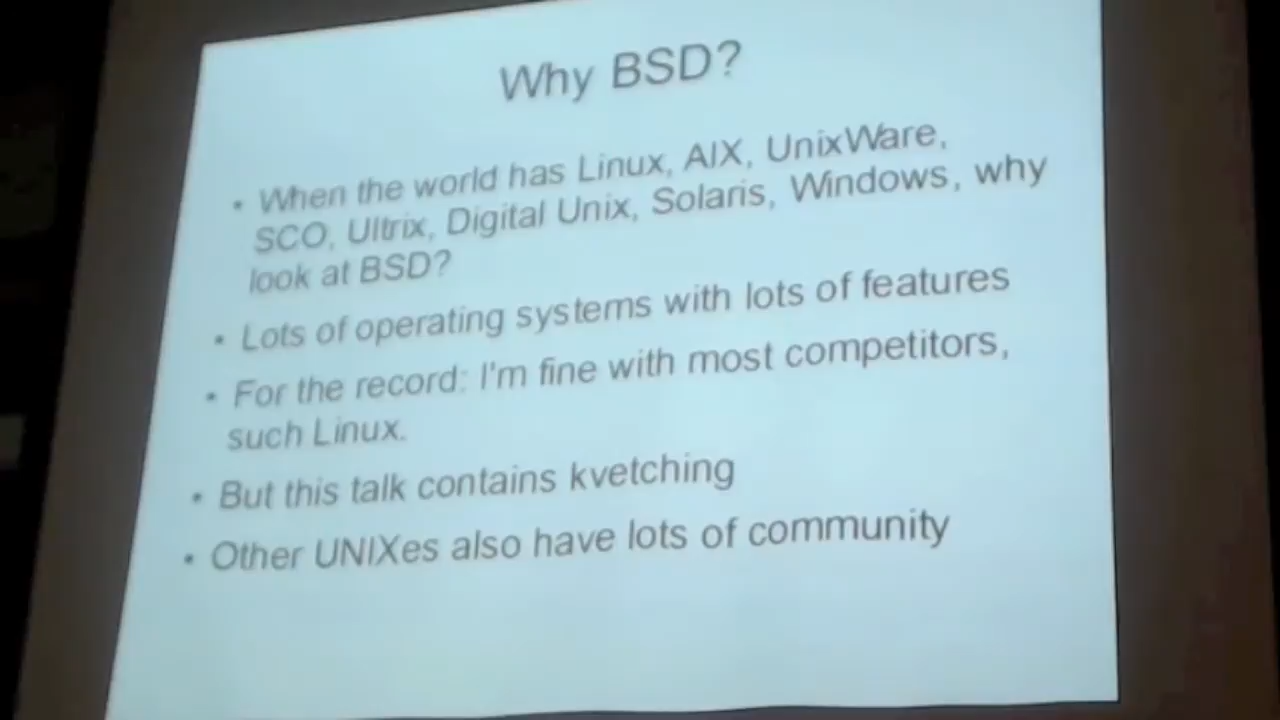 Why BSD?
• When the world has Linux, AIX, UnixWare,
SCO, Ultrix, Digital Unix, Solaris, Windows, why
look at BSD?
• Lots of operating systems with lots of features
• For the record: I'm fine with most competitors,
such Linux.
• But this talk contains kvetching
• Other UNIXes also have lots of community